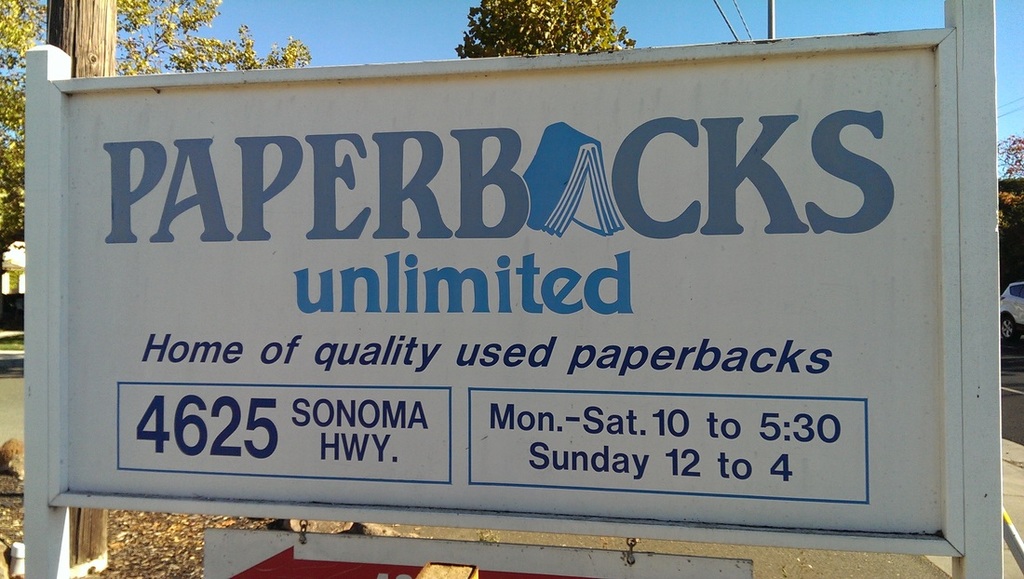 PAPERBACKS
unlimited
Home of quality used paperbacks
4625 SONOMA HWY.
Mon.-Sat. 10 to 5:30
Sunday 12 to 4